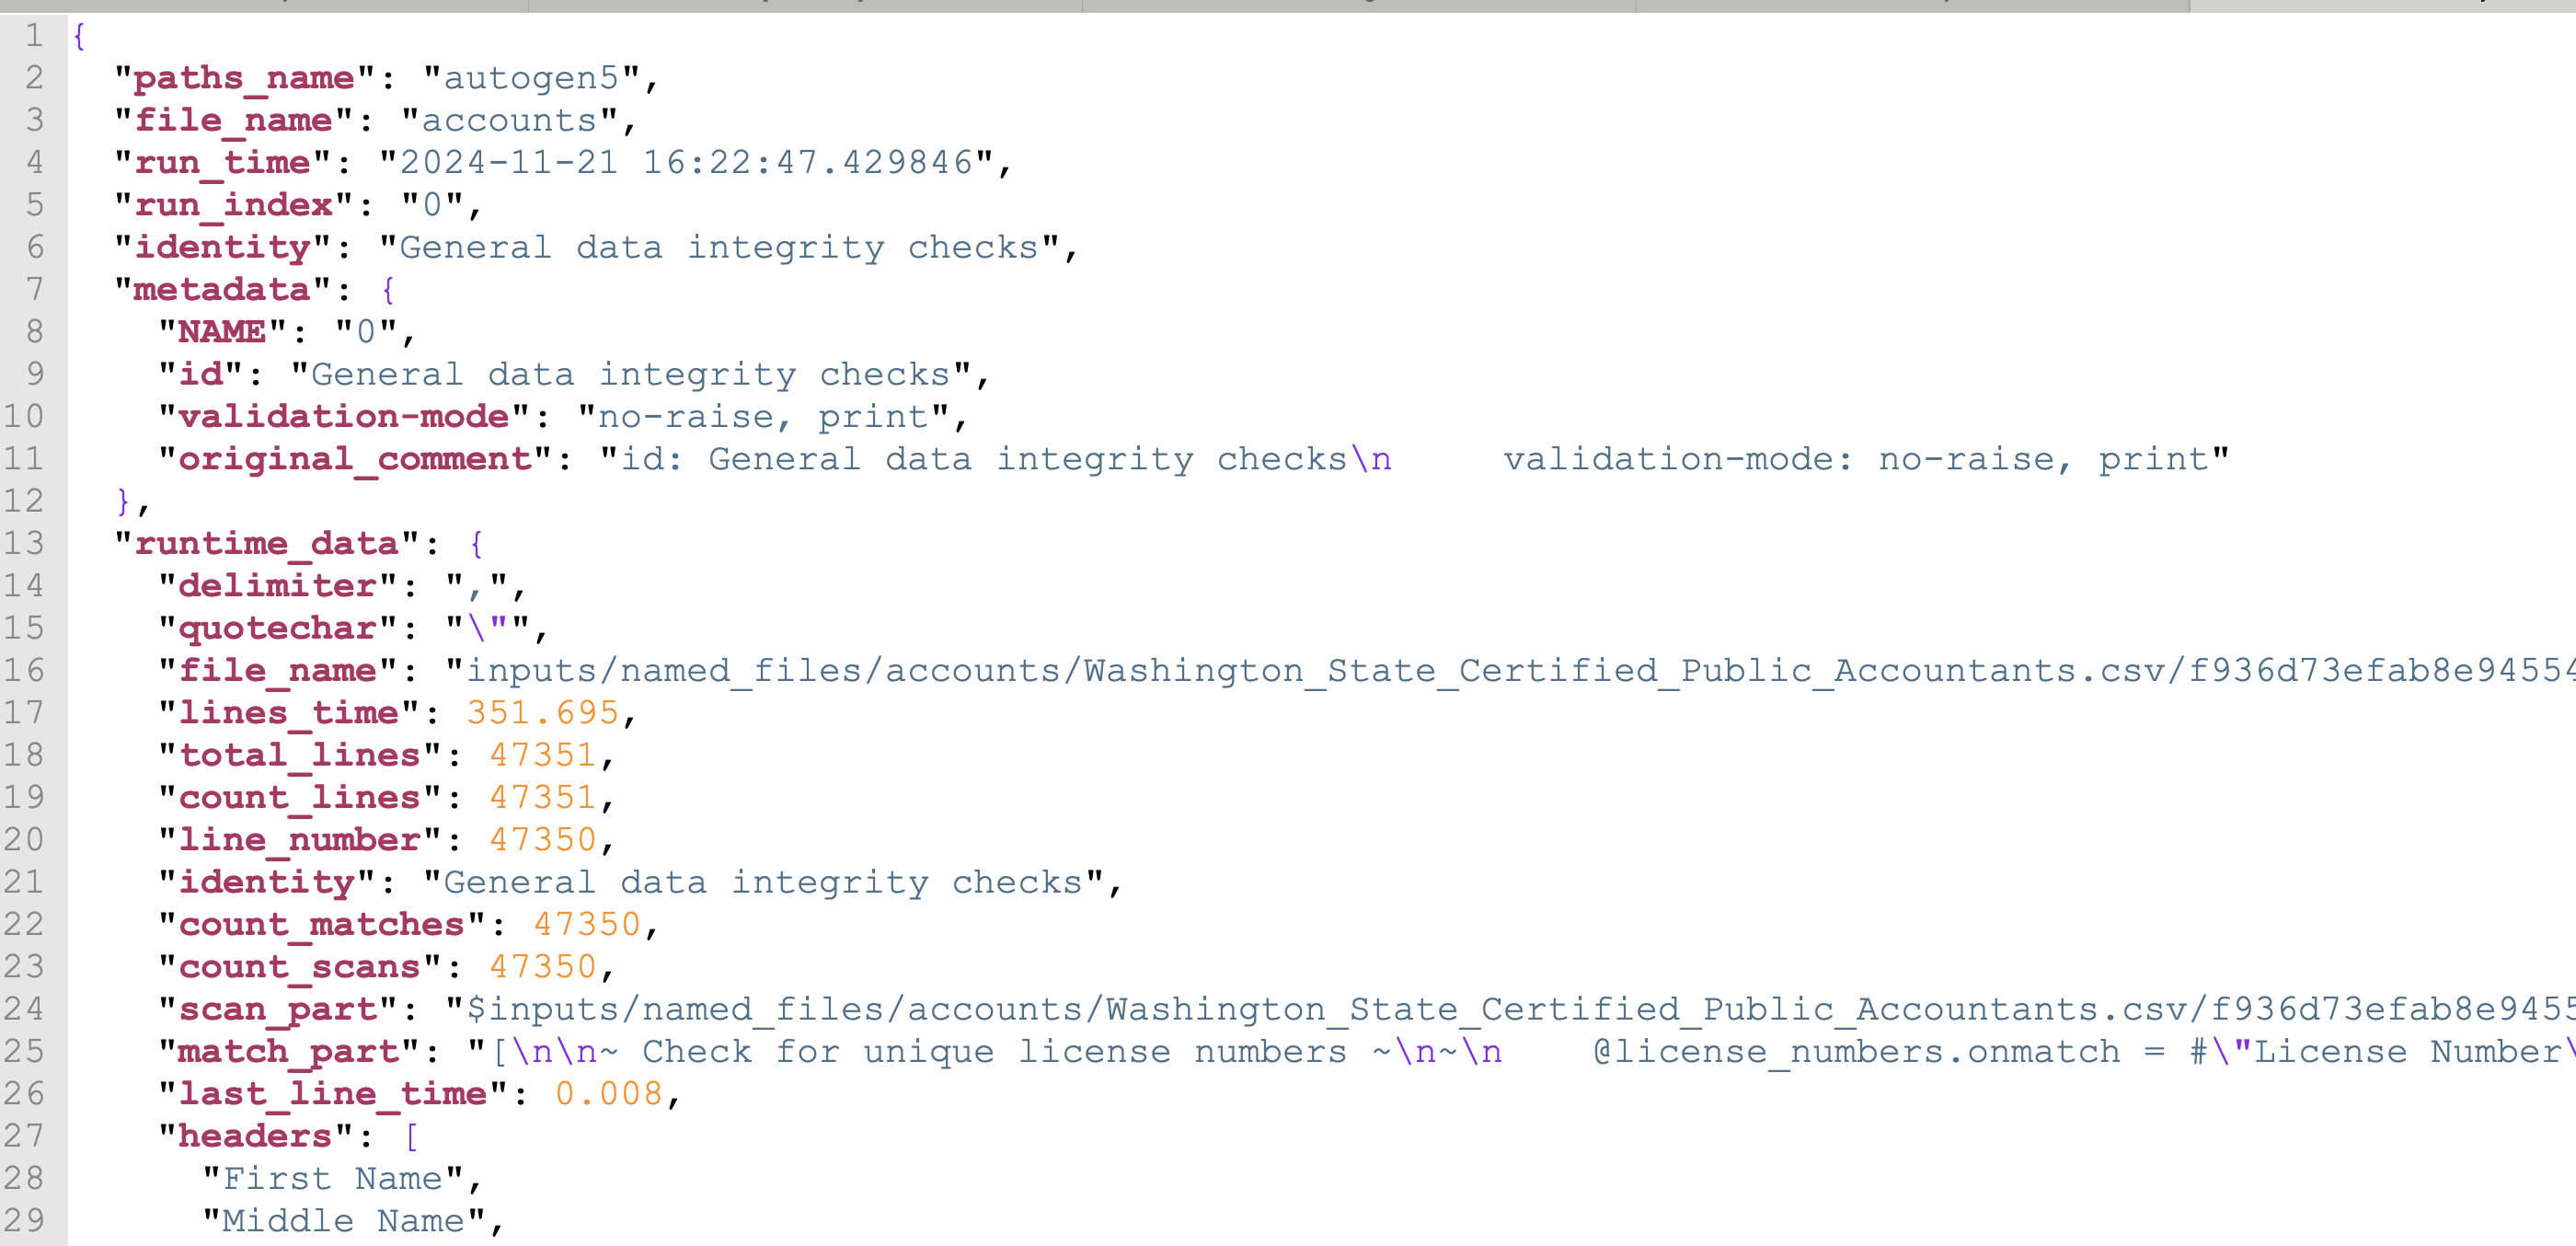 1 {
2 "paths_name": "autogen5",
3 "file_name": "accounts",
4 "run_time": "2024-11-21 16:22:47.429846",
5 "run_index": "0",
6 "identity": "General data integrity checks",
7 "metadata": {
8 "NAME": "0",
9 "id": "General data integrity checks",
10 "validation-mode": "no-raise, print",
11 "original_comment": "id: General data integrity checks\n     validation-mode: no-raise, print"
12 },
13 "runtime_data": {
14 "delimiter": ",",
15 "quotechar": "\"",
16 "file_name": "inputs/named_files/accounts/Washington_State_Certified_Public_Accountants.csv/f936d73efab8e94554
17 "lines_time": 351.695,
18 "total_lines": 47351,
19 "count_lines": 47351,
20 "line_number": 47350,
21 "identity": "General data integrity checks",
22 "count_matches": 47350,
23 "count_scans": 47350,
24 "scan_part": "$inputs/named_files/accounts/Washington_State_Certified_Public_Accountants.csv/f936d73efab8e9455
25 "match_part": "[\n\n~ Check for unique license numbers ~\n~\n    @license_numbers.onmatch = #\"License Number\
26 "last_line_time": 0.008,
27 "headers": [
28 "First Name",
29 "Middle Name",